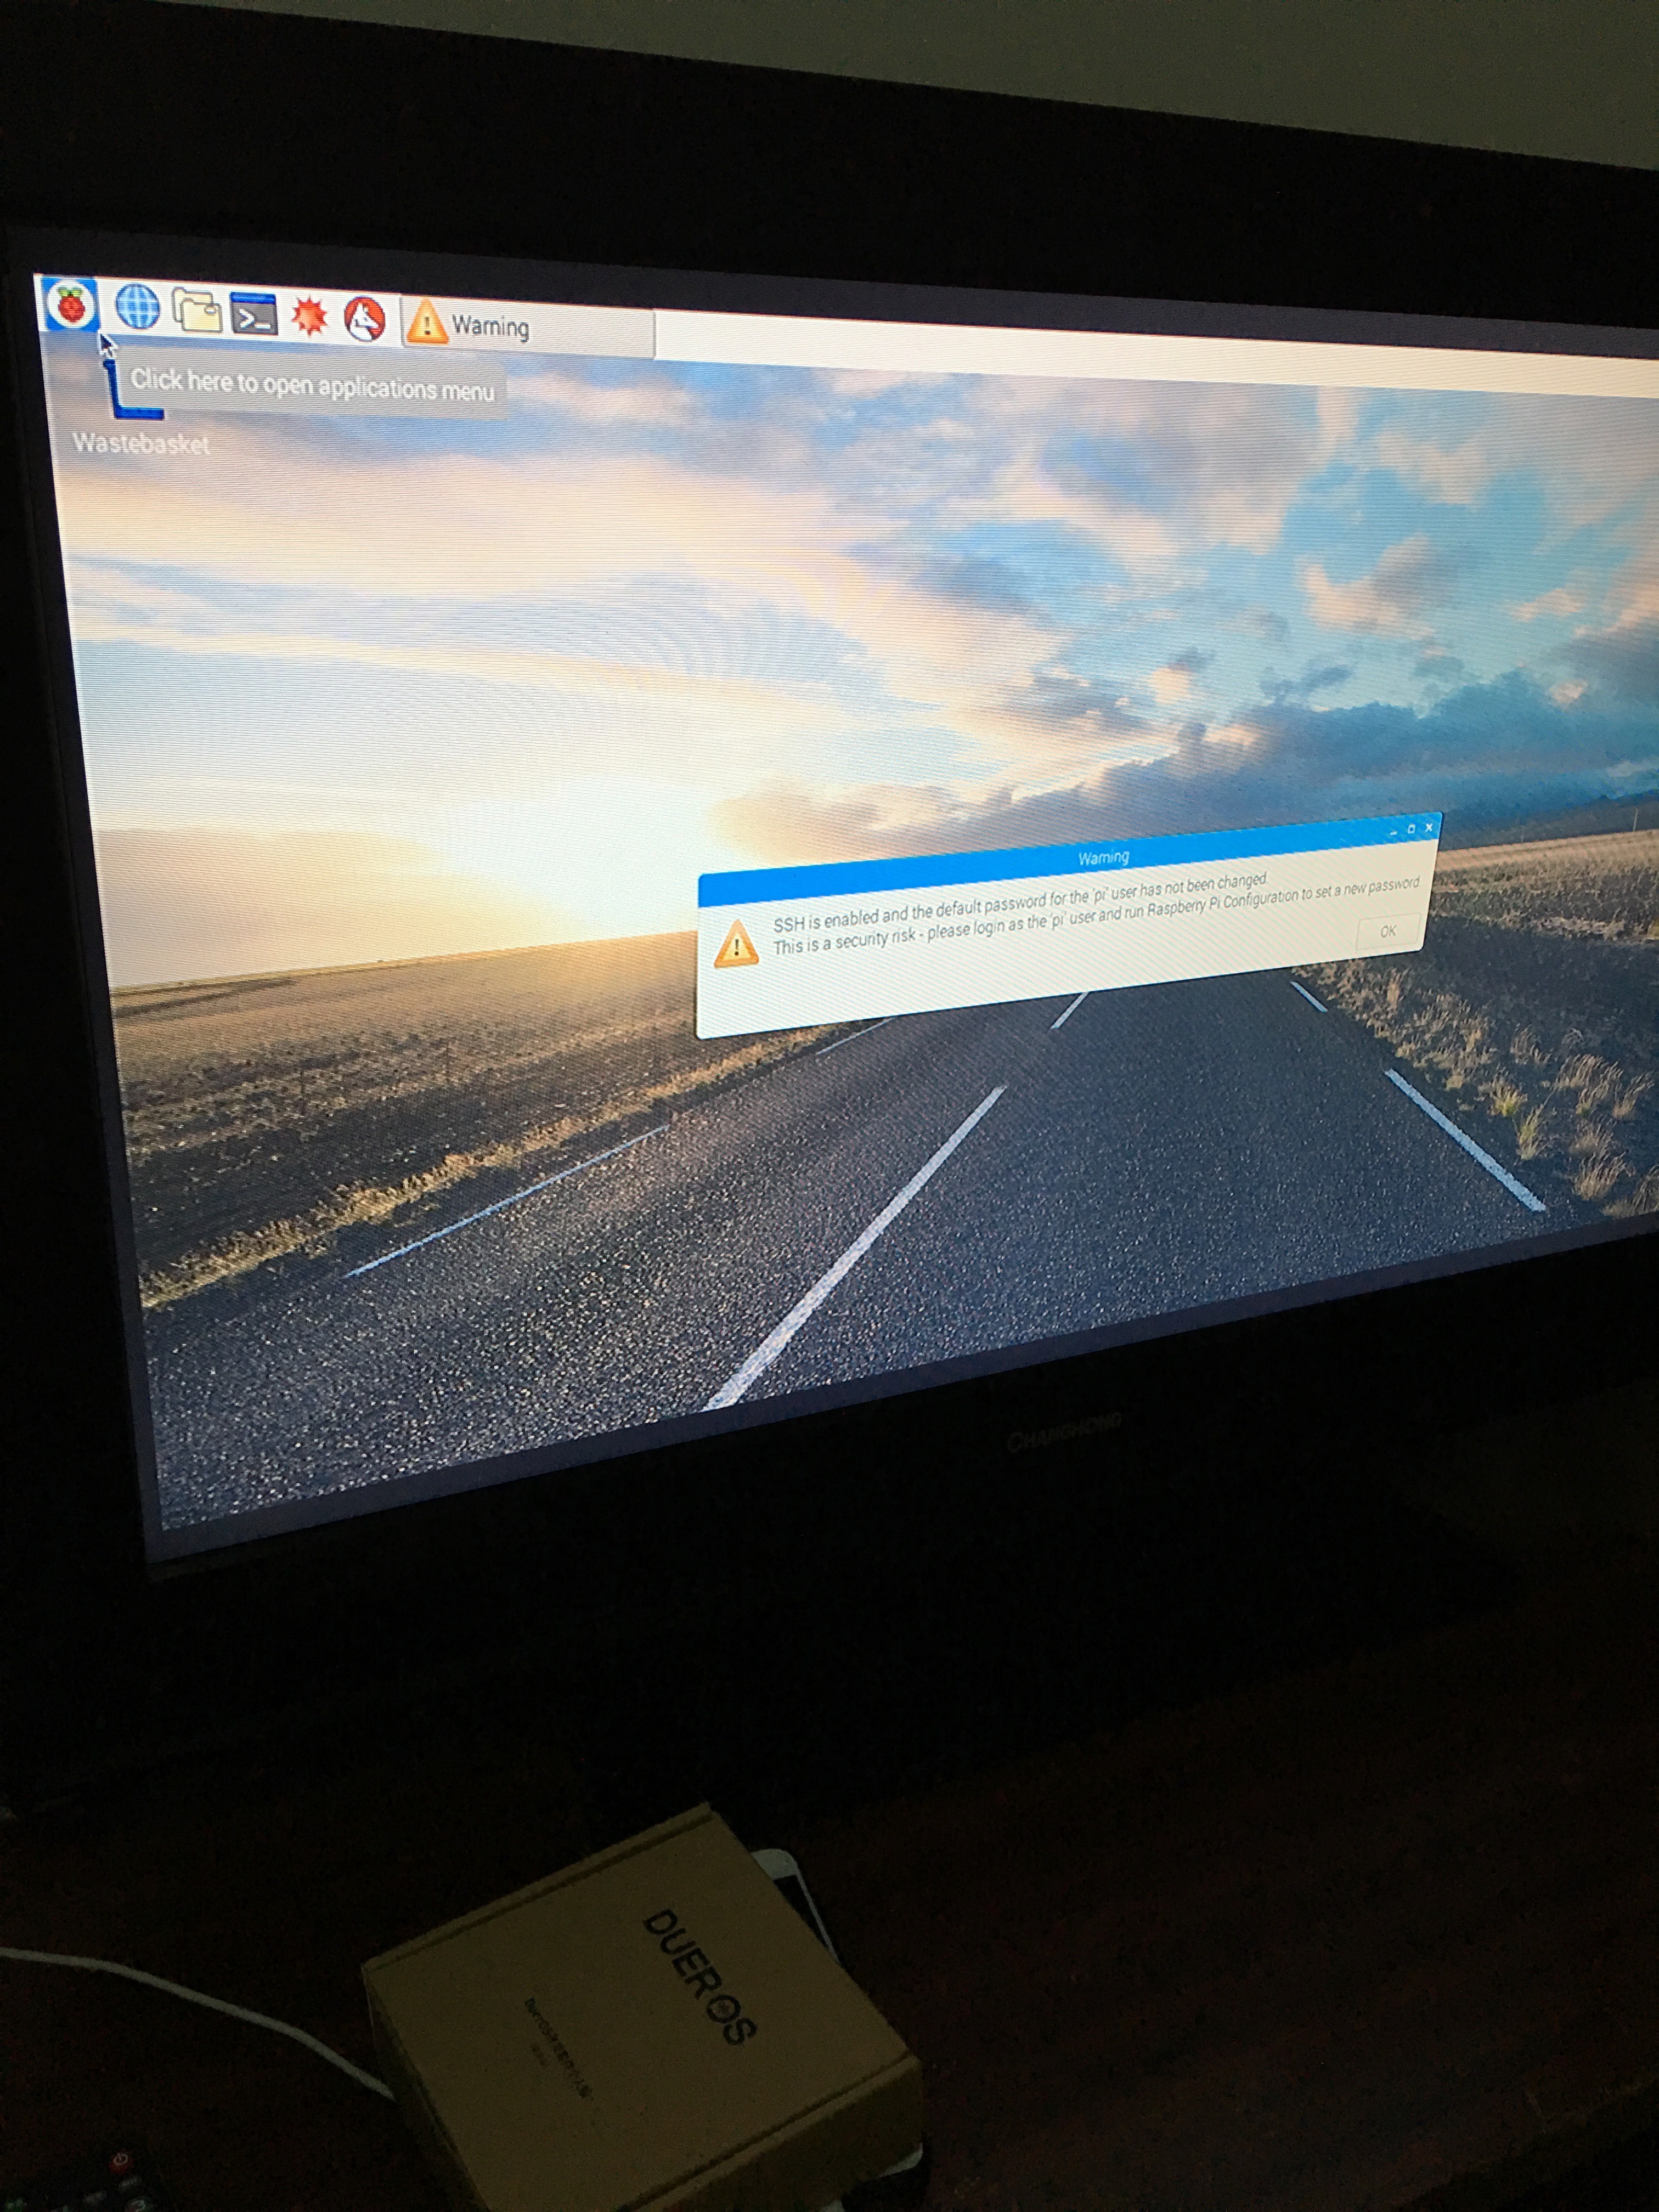 Warning
Click here to open applications menu
Wastebasket
Warning
SSH is enabled and the default password for the 'pi' user has not been changed.
This is a security risk - please login as the 'pi' user and run Raspberry Pi Configuration to set a new password
OK
CHANGHONG
DUEROS